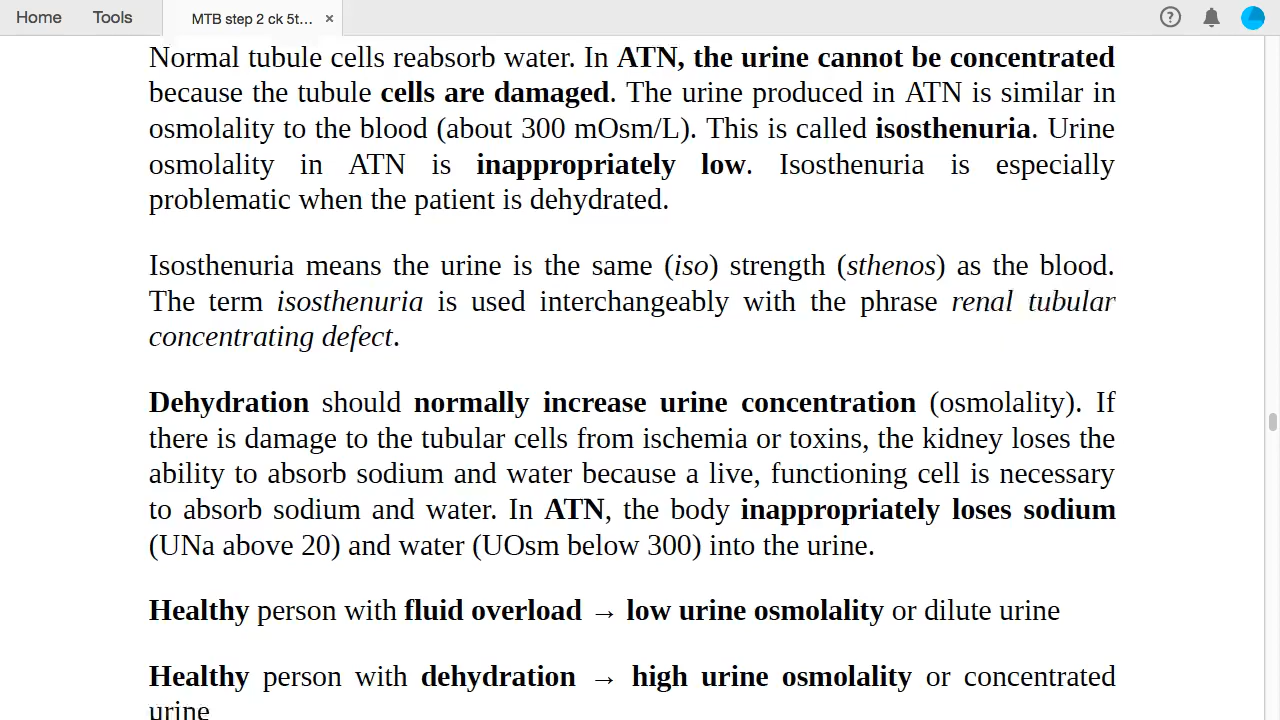 Home Tools MTB step 2 ck 5t... ×
Normal tubule cells reabsorb water. In ATN, the urine cannot be concentrated
because the tubule cells are damaged. The urine produced in ATN is similar in
osmolality to the blood (about 300 mOsm/L). This is called isosthenuria. Urine
osmolality in ATN is inappropriately low. Isosthenuria is especially
problematic when the patient is dehydrated.
Isosthenuria means the urine is the same (iso) strength (sthenos) as the blood.
The term isosthenuria is used interchangeably with the phrase renal tubular
concentrating defect.
Dehydration should normally increase urine concentration (osmolality). If
there is damage to the tubular cells from ischemia or toxins, the kidney loses the
ability to absorb sodium and water because a live, functioning cell is necessary
to absorb sodium and water. In ATN, the body inappropriately loses sodium
(UNa above 20) and water (UOsm below 300) into the urine.
Healthy person with fluid overload → low urine osmolality or dilute urine
Healthy person with dehydration → high urine osmolality or concentrated
urine